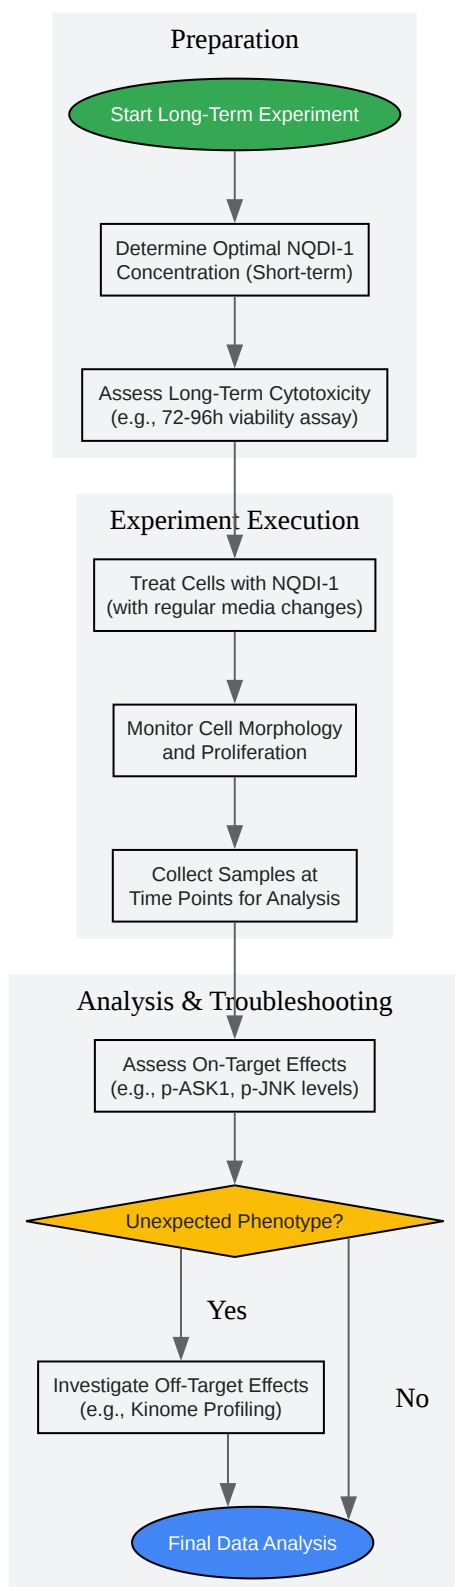 Preparation
Start Long-Term Experiment
Determine Optimal NQDI-1
Concentration (Short-term)
Assess Long-Term Cytotoxicity
(e.g., 72-96h viability assay)
Experiment Execution
Treat Cells with NQDI-1
(with regular media changes)
Monitor Cell Morphology
and Proliferation
Collect Samples at
Time Points for Analysis
Analysis & Troubleshooting
Assess On-Target Effects
(e.g., p-ASK1, p-JNK levels)
Unexpected Phenotype?
Yes
Investigate Off-Target Effects
(e.g., Kinome Profiling)
No
Final Data Analysis